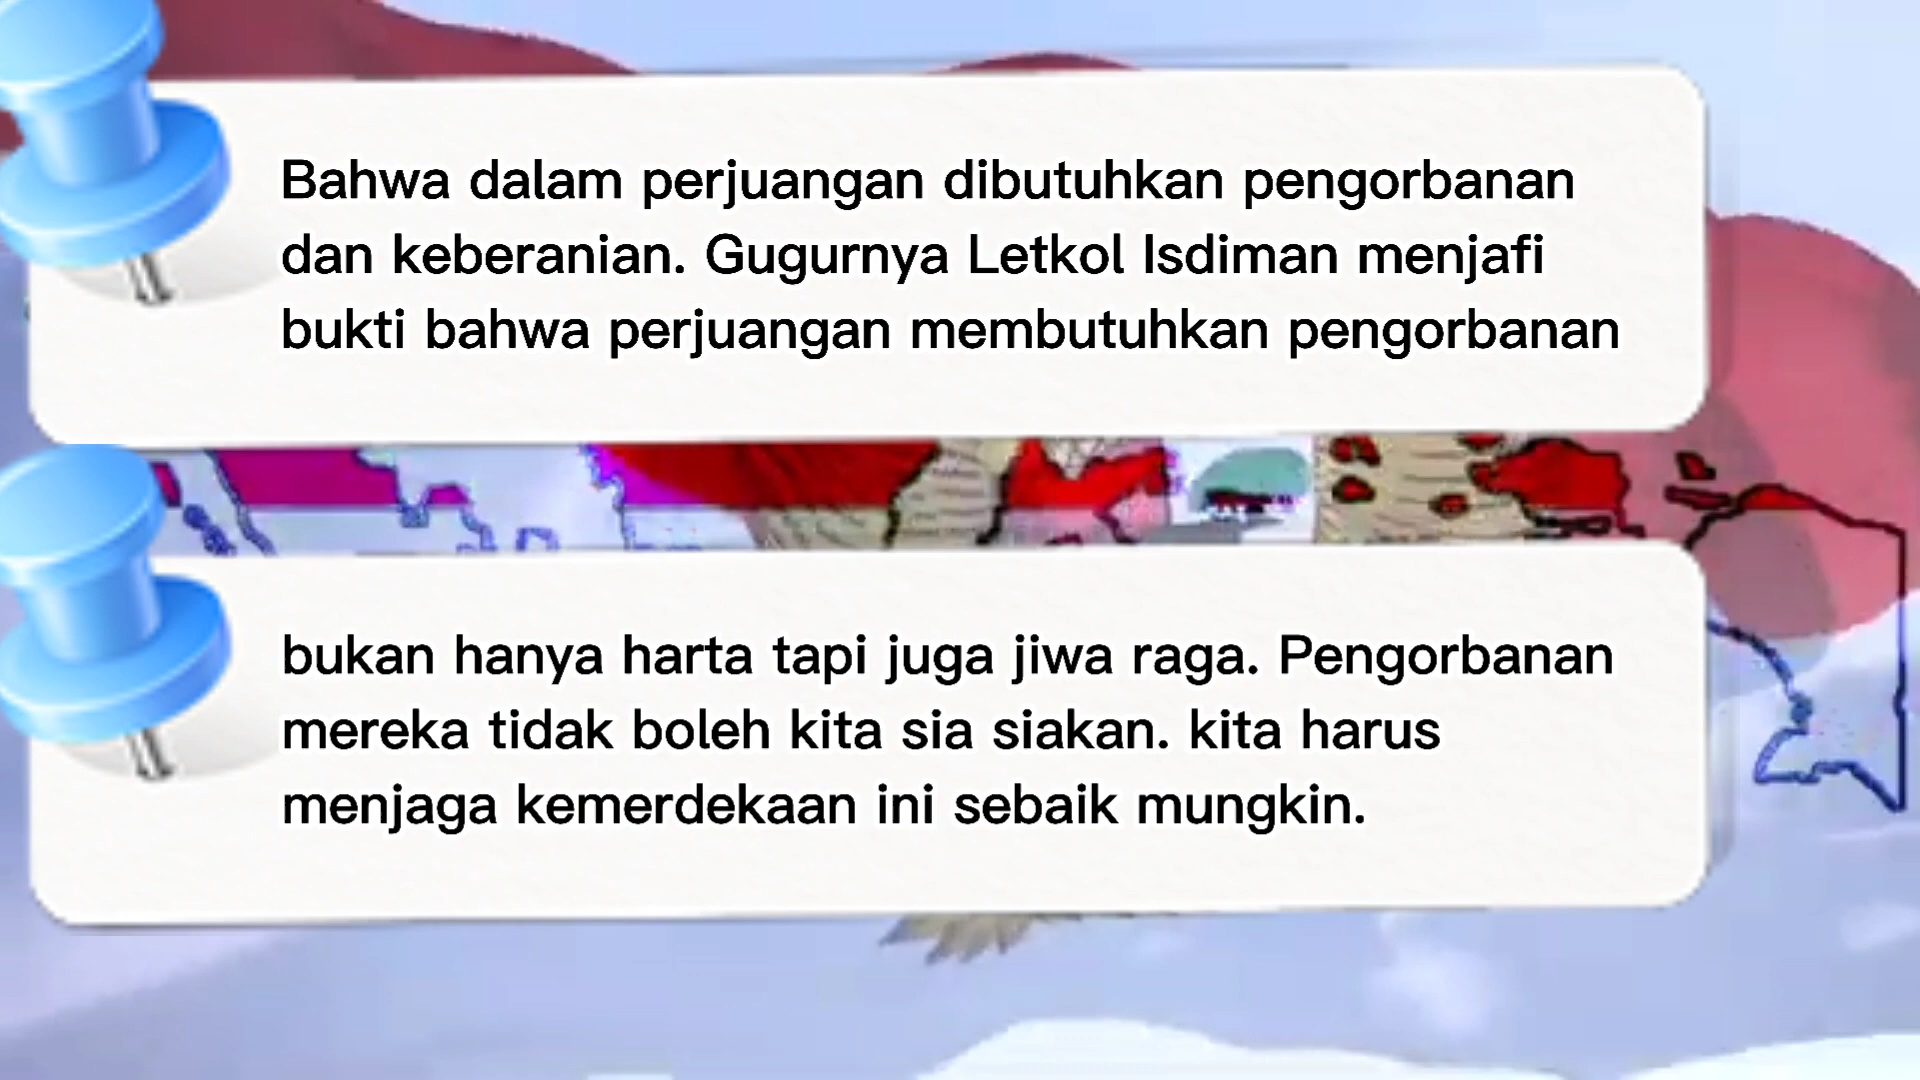 Bahwa dalam perjuangan dibutuhkan pengorbanan
dan keberanian. Gugurnya Letkol Isdiman menjafi
bukti bahwa perjuangan membutuhkan pengorbanan
bukan hanya harta tapi juga jiwa raga. Pengorbanan
mereka tidak boleh kita sia siakan. kita harus
menjaga kemerdekaan ini sebaik mungkin.